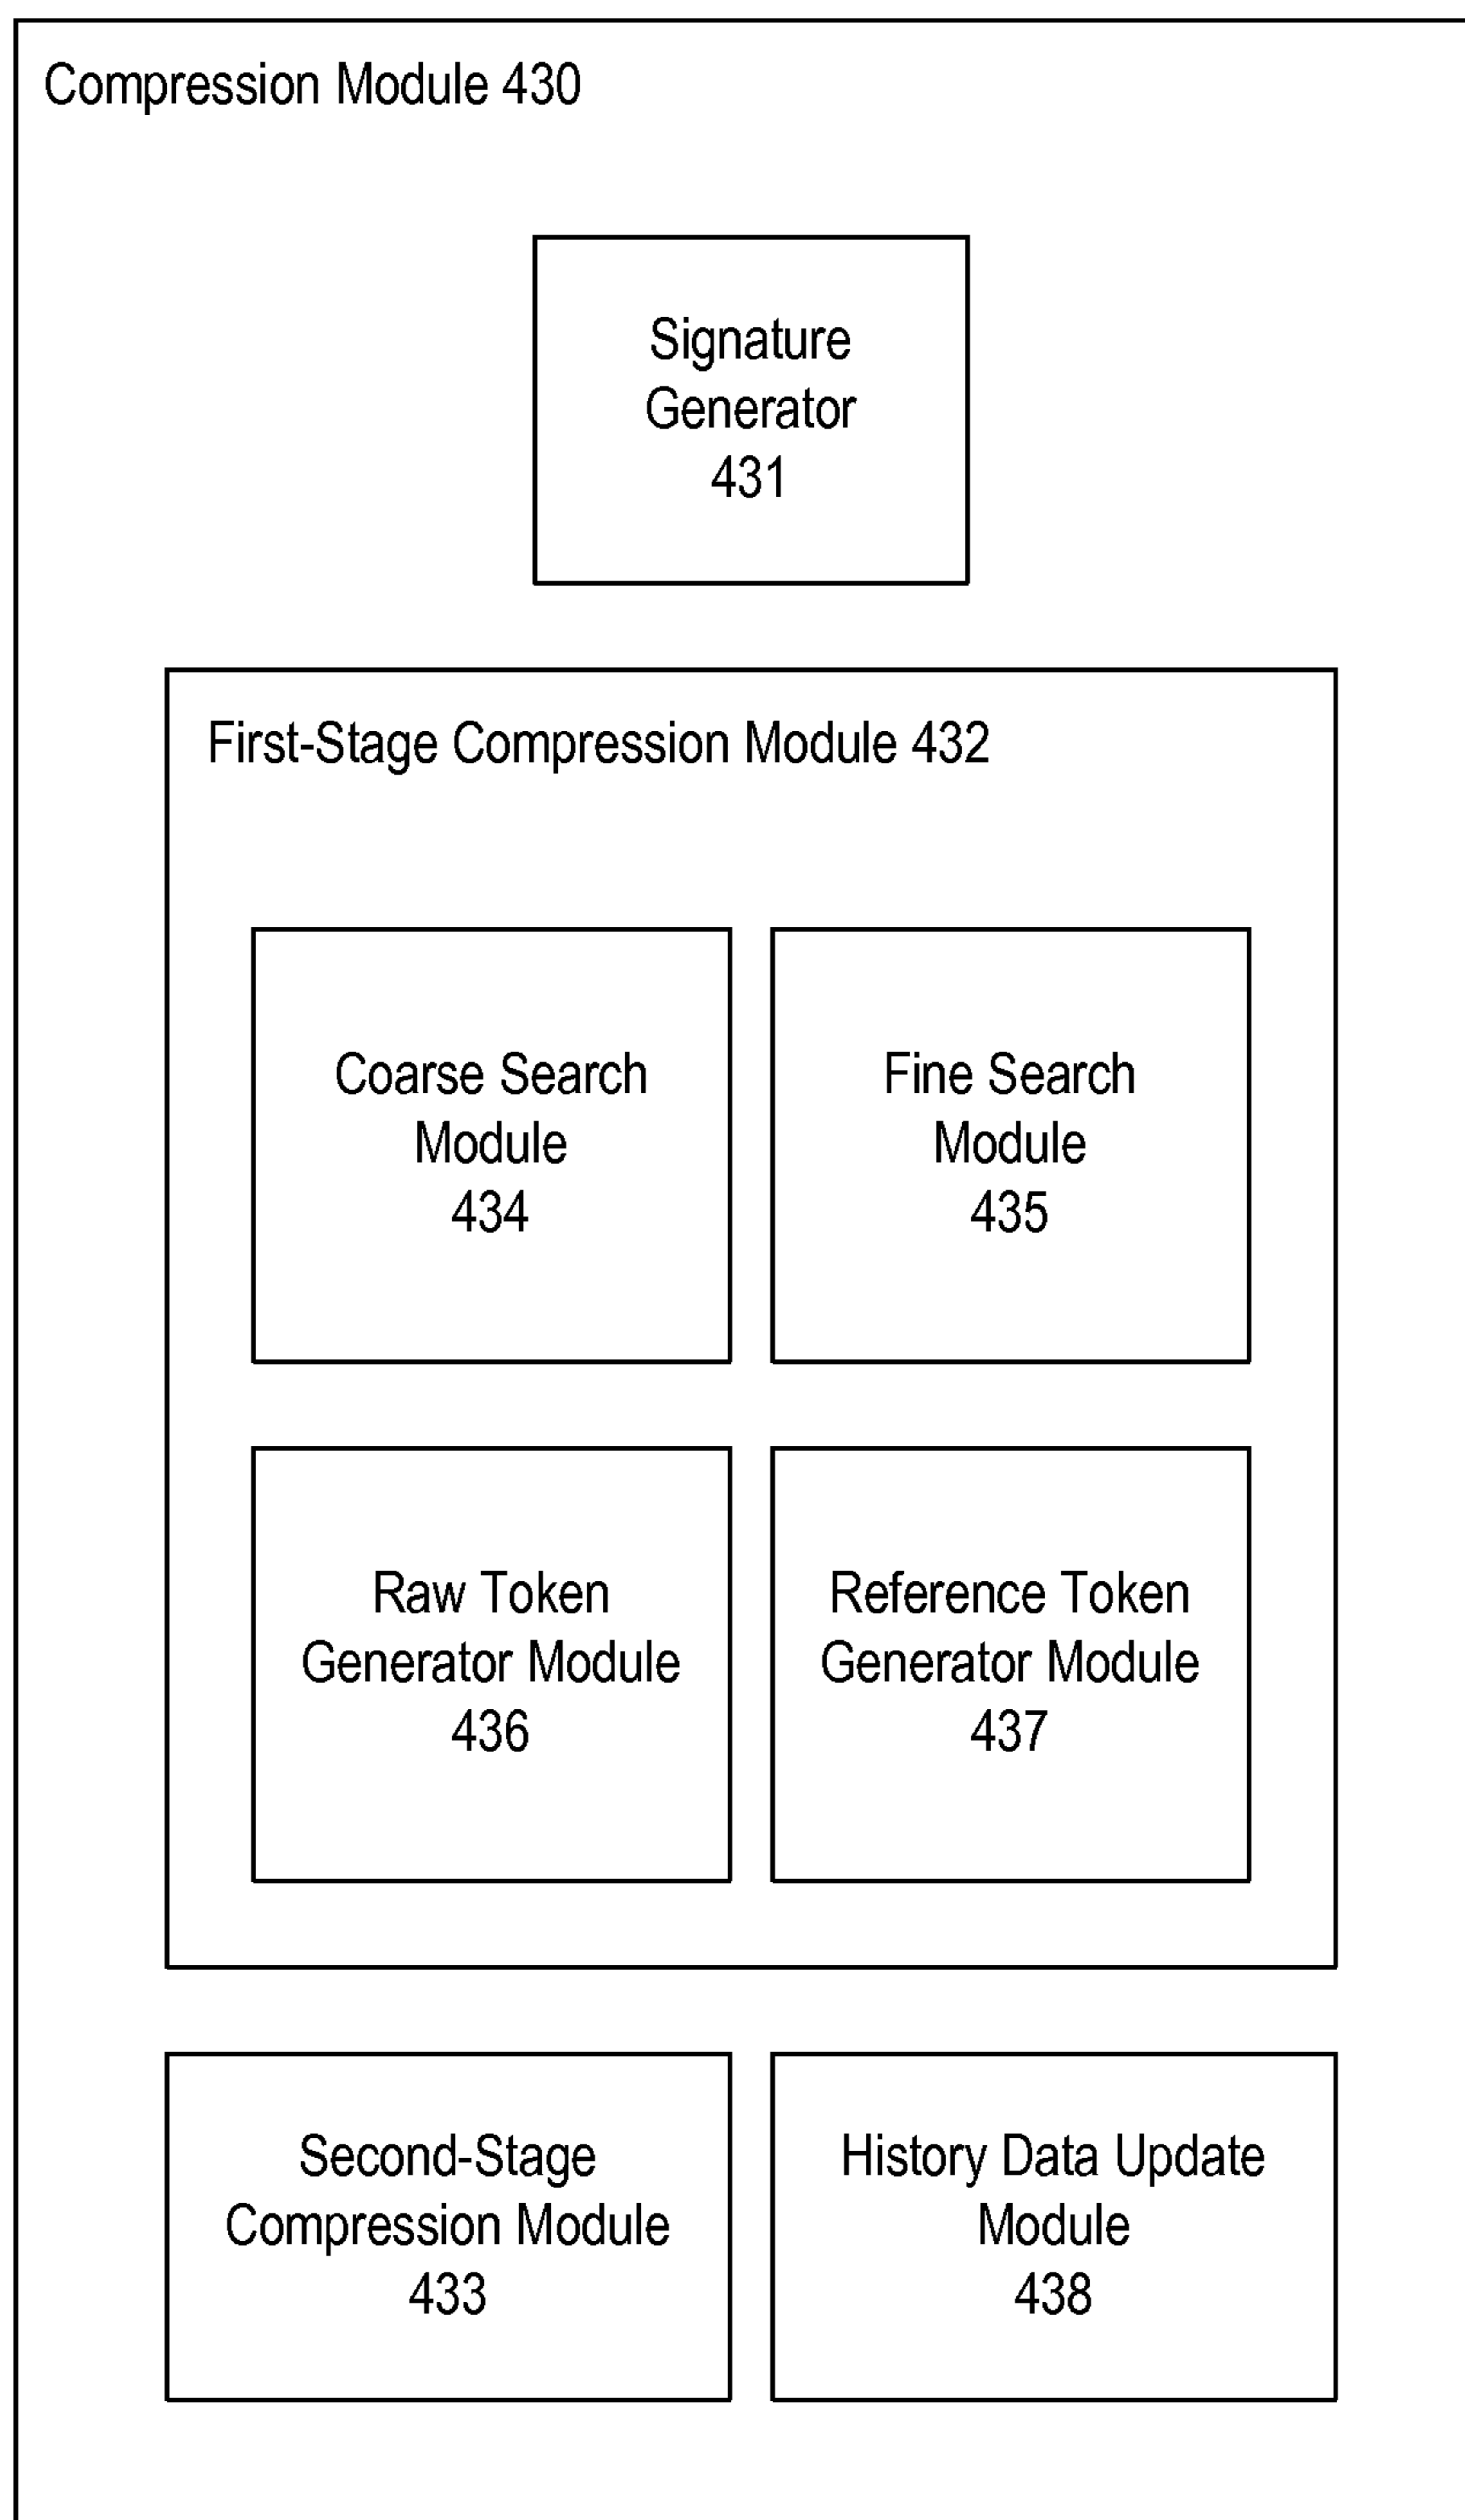 Compression Module 430
Signature
Generator
431
First-Stage Compression Module 432
Coarse Search
Module
434
Fine Search
Module
435
Raw Token
Generator Module
436
Reference Token
Generator Module
437
Second-Stage
Compression Module
433
History Data Update
Module
438